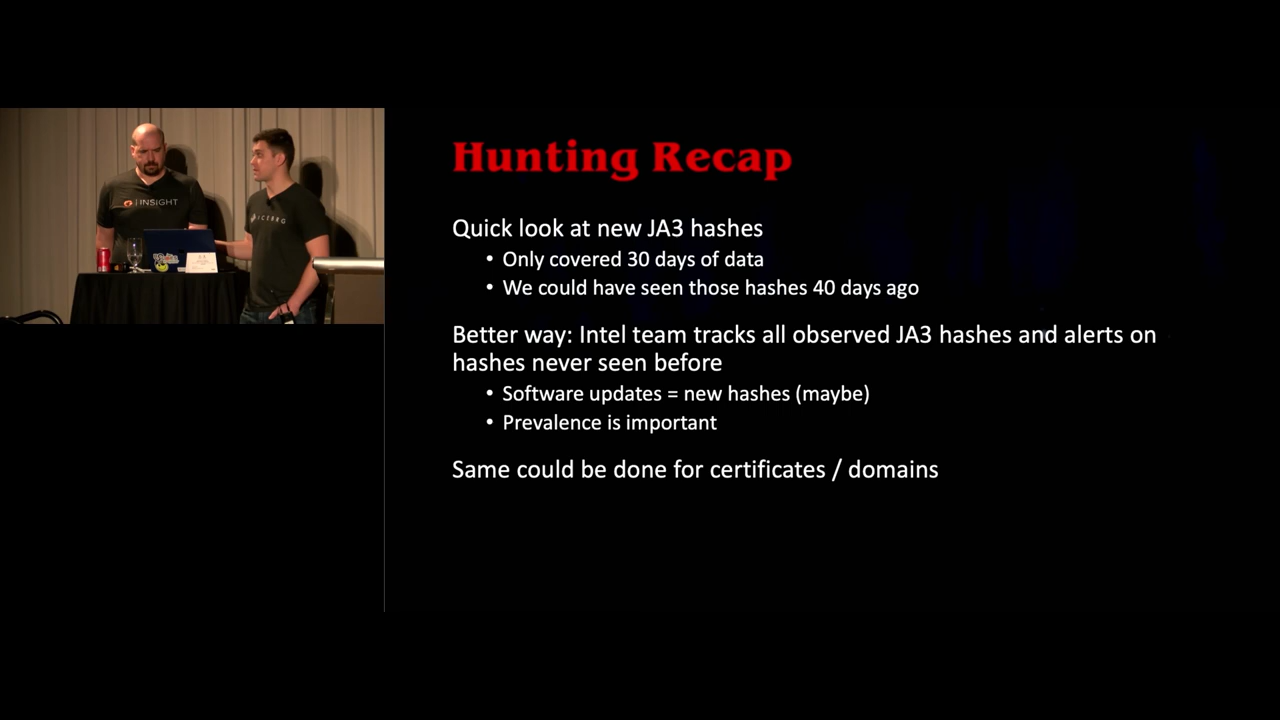 Hunting Recap
Quick look at new JA3 hashes
• Only covered 30 days of data
• We could have seen those hashes 40 days ago
Better way: Intel team tracks all observed JA3 hashes and alerts on
hashes never seen before
• Software updates = new hashes (maybe)
• Prevalence is important
Same could be done for certificates / domains
INSIGHT
ICEBRG